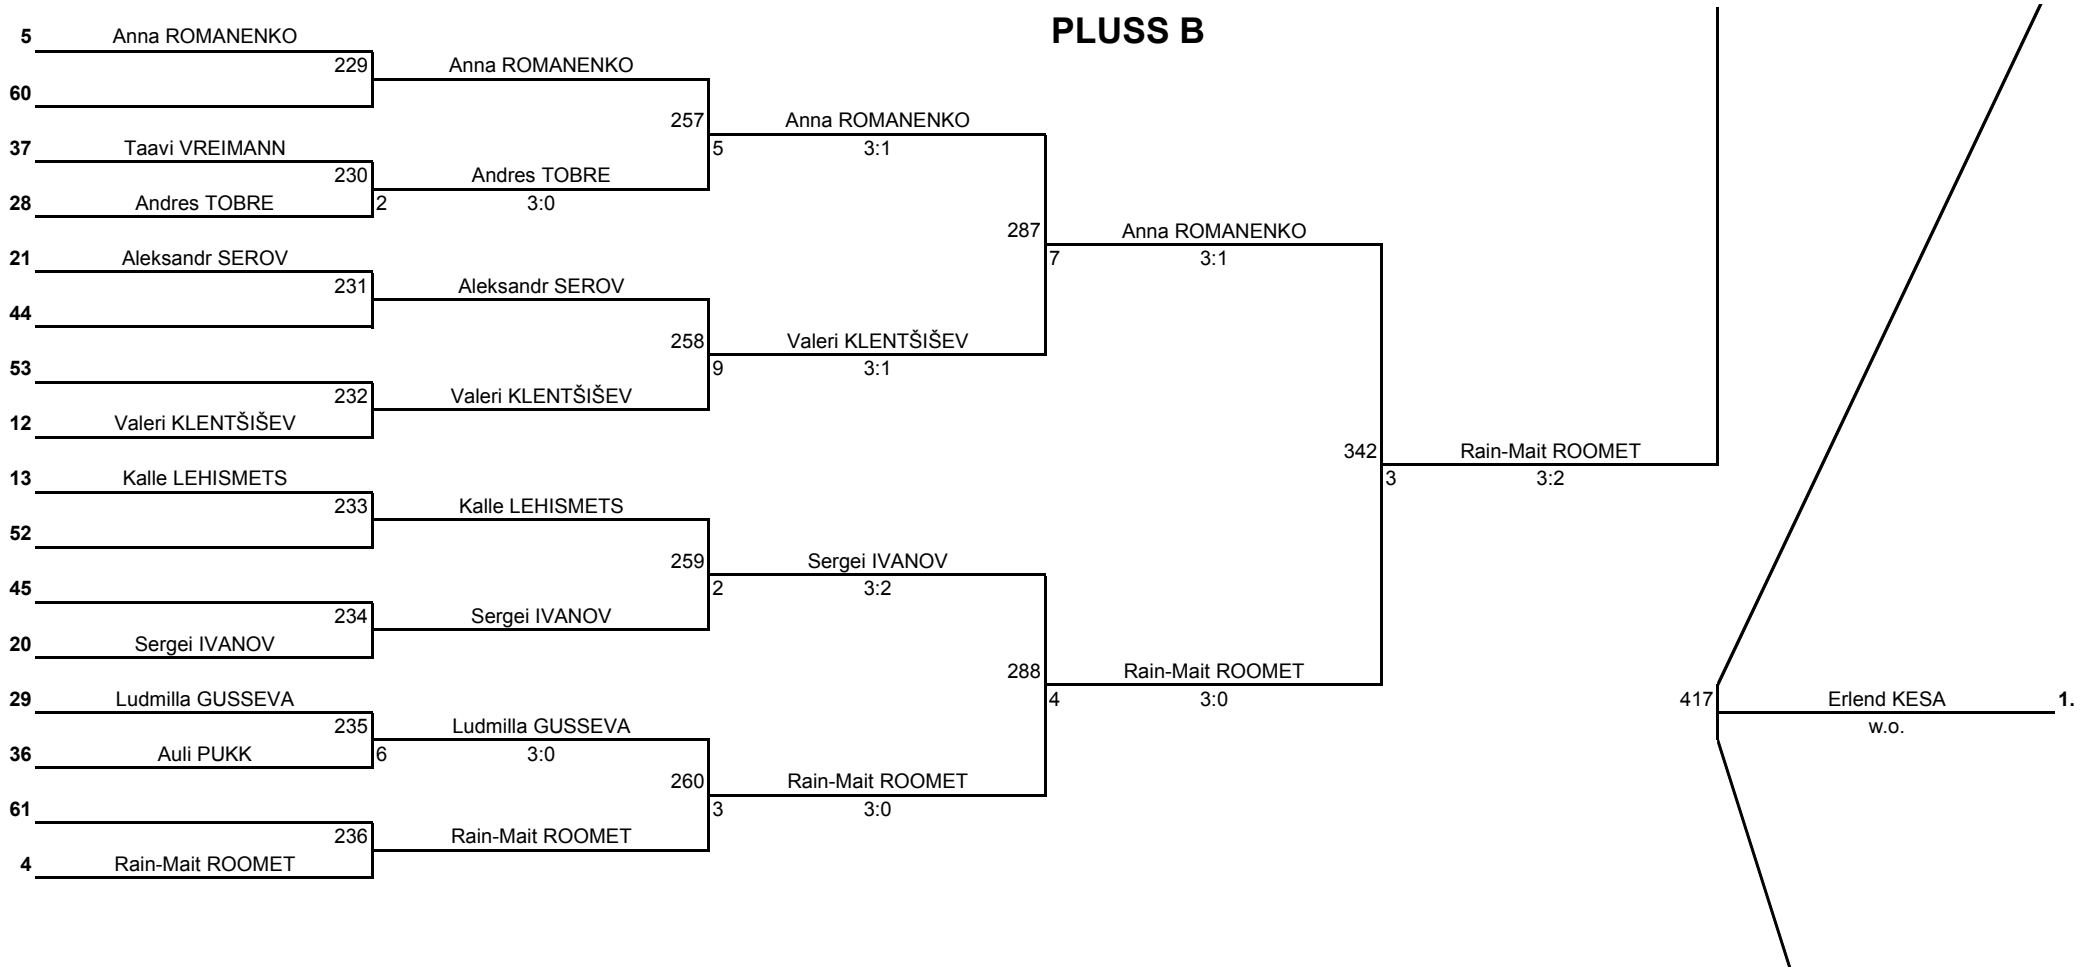 PLUSS B
5 Anna ROMANENKO
229 Anna ROMANENKO
60
257 Anna ROMANENKO
37 Taavi VREIMANN
5 3:1
230 Andres TOBRE
28 Andres TOBRE
2 3:0
287 Anna ROMANENKO
21 Aleksandr SEROV
7 3:1
231 Aleksandr SEROV
44
258 Valeri KLENTŠIŠEV
53
9 3:1
232 Valeri KLENTŠIŠEV
12 Valeri KLENTŠIŠEV
342 Rain-Mait ROOMET
13 Kalle LEHISMETS
3 3:2
233 Kalle LEHISMETS
52
259 Sergei IVANOV
45
2 3:2
234 Sergei IVANOV
20 Sergei IVANOV
288 Rain-Mait ROOMET
29 Ludmilla GUSSEVA
4 3:0
417 Erlend KESA 1.
w.o.
235 Ludmilla GUSSEVA
36 Auli PUKK
6 3:0
260 Rain-Mait ROOMET
61
3 3:0
236 Rain-Mait ROOMET
4 Rain-Mait ROOMET